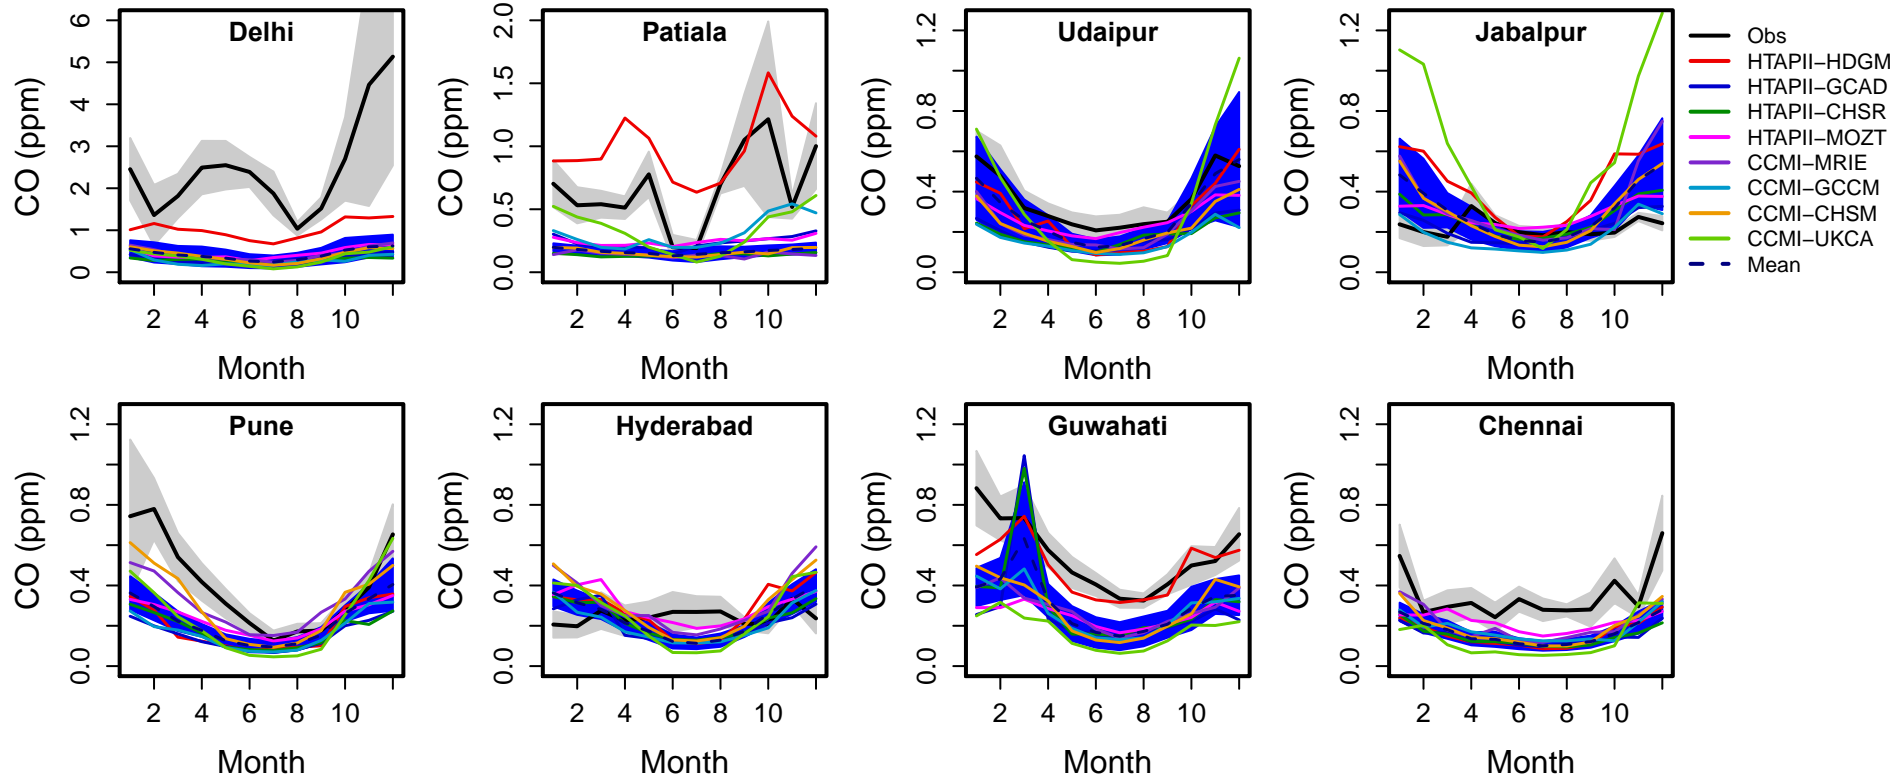 Delhi
CO (ppm)
0 1 2 3 4 5 6
2 4 6 8 10
Month
Patiala
CO (ppm)
0.0 0.5 1.0 1.5 2.0
2 4 6 8 10
Month
Udaipur
CO (ppm)
0.0 0.4 0.8 1.2
2 4 6 8 10
Month
Jabalpur
CO (ppm)
0.0 0.4 0.8 1.2
2 4 6 8 10
Month
Obs
HTAPII−HDGM
HTAPII−GCAD
HTAPII−CHSR
HTAPII−MOZT
CCMI−MRIE
CCMI−GCCM
CCMI−CHSM
CCMI−UKCA
Mean
Pune
CO (ppm)
0.0 0.4 0.8 1.2
2 4 6 8 10
Month
Hyderabad
CO (ppm)
0.0 0.4 0.8 1.2
2 4 6 8 10
Month
Guwahati
CO (ppm)
0.0 0.4 0.8 1.2
2 4 6 8 10
Month
Chennai
CO (ppm)
0.0 0.4 0.8 1.2
2 4 6 8 10
Month